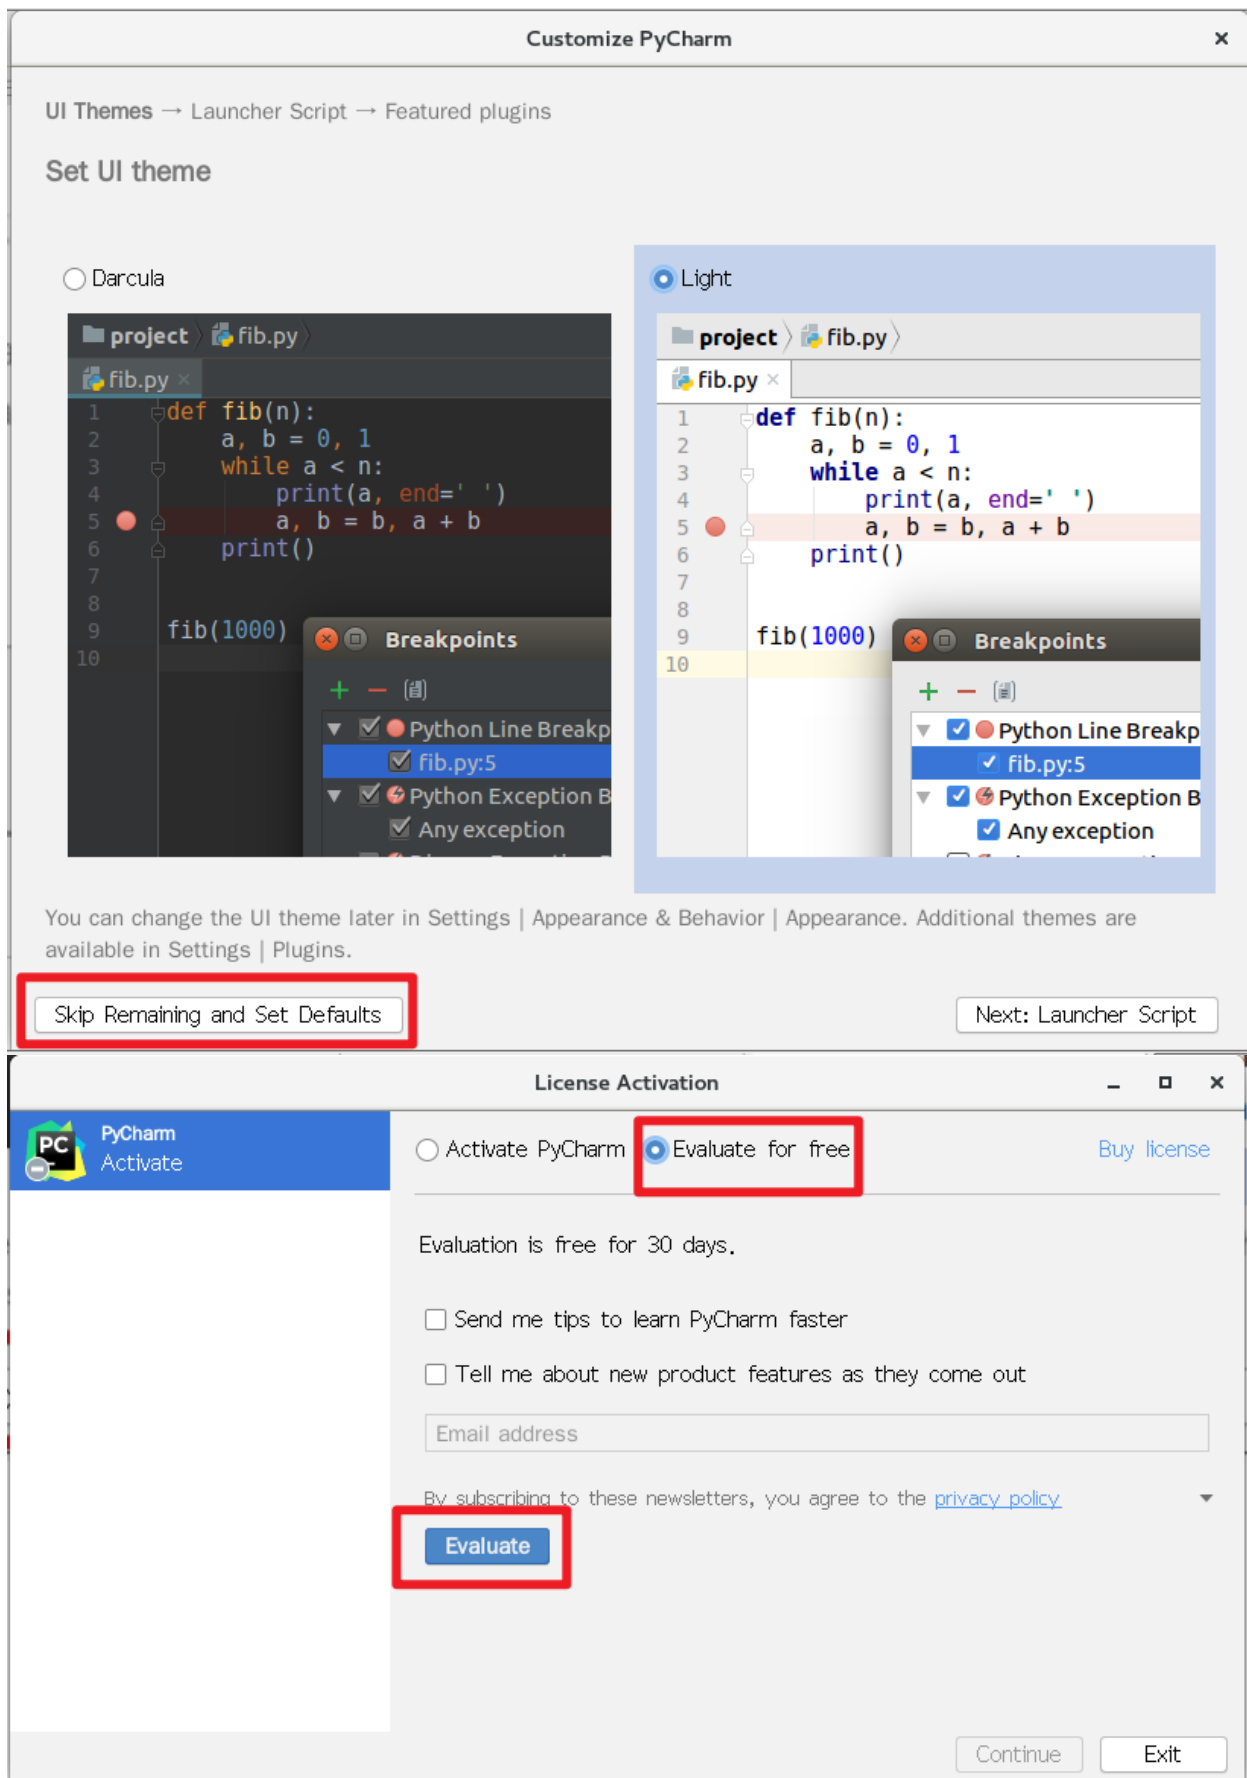 Customize PyCharm
UI Themes → Launcher Script → Featured plugins
Set UI theme
Darcula
project fib.py
fib.py
1 def fib(n):
2 a, b = 0, 1
3 while a < n:
4 print(a, end=' ')
5 a, b = b, a + b
6 print()
7
8
9 fib(1000)
10
Breakpoints
Python Line Breakp
fib.py:5
Python Exception B
Any exception
Light
project fib.py
fib.py
1 def fib(n):
2 a, b = 0, 1
3 while a < n:
4 print(a, end=' ')
5 a, b = b, a + b
6 print()
7
8
9 fib(1000)
10
Breakpoints
Python Line Breakp
fib.py:5
Python Exception B
Any exception
You can change the UI theme later in Settings | Appearance & Behavior | Appearance. Additional themes are
available in Settings | Plugins.
Skip Remaining and Set Defaults
Next: Launcher Script
License Activation
PC
PyCharm
Activate
Activate PyCharm
Evaluate for free
Buy license
Evaluation is free for 30 days.
Send me tips to learn PyCharm faster
Tell me about new product features as they come out
Email address
By subscribing to these newsletters, you agree to the privacy policy
Evaluate
Continue
Exit